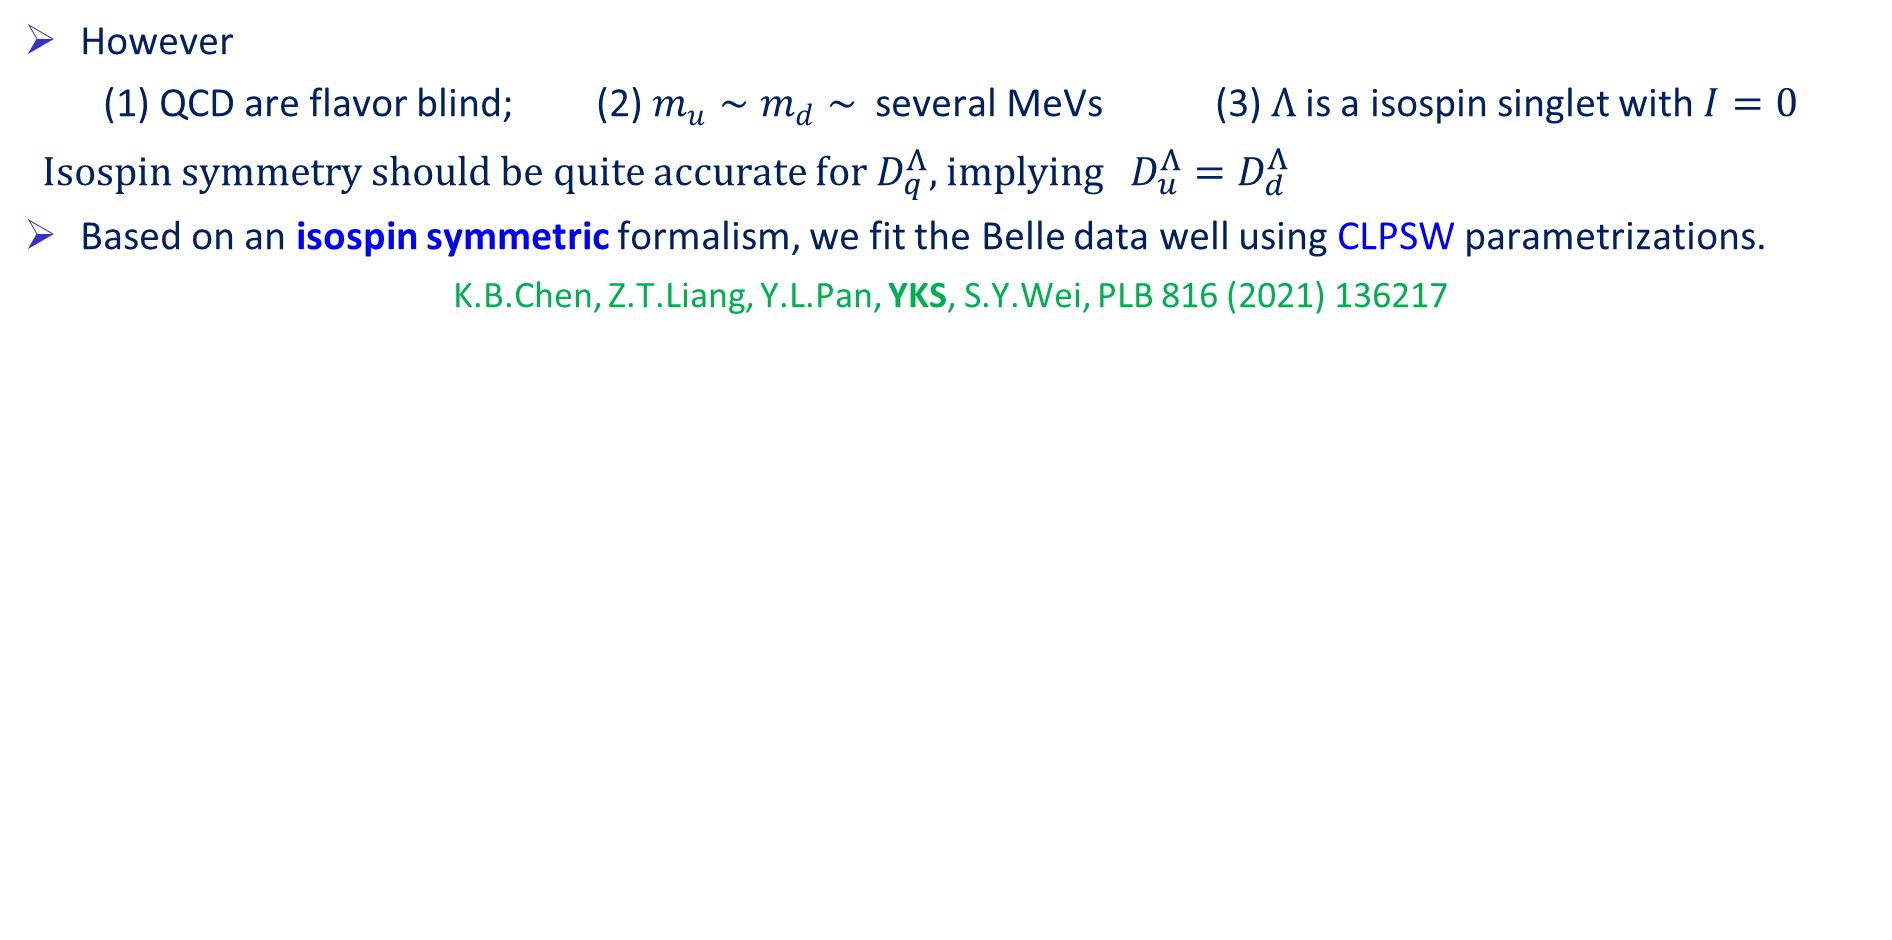 ➢ However
(1) QCD are flavor blind; (2) $m_u \sim m_d \sim$ several MeVs (3) Λ is a isospin singlet with $I = 0$
Isospin symmetry should be quite accurate for $D_q^Λ$, implying $D_u^Λ = D_d^Λ$
➢ Based on an isospin symmetric formalism, we fit the Belle data well using CLPSW parametrizations.
K.B.Chen, Z.T.Liang, Y.L.Pan, YKS, S.Y.Wei, PLB 816 (2021) 136217